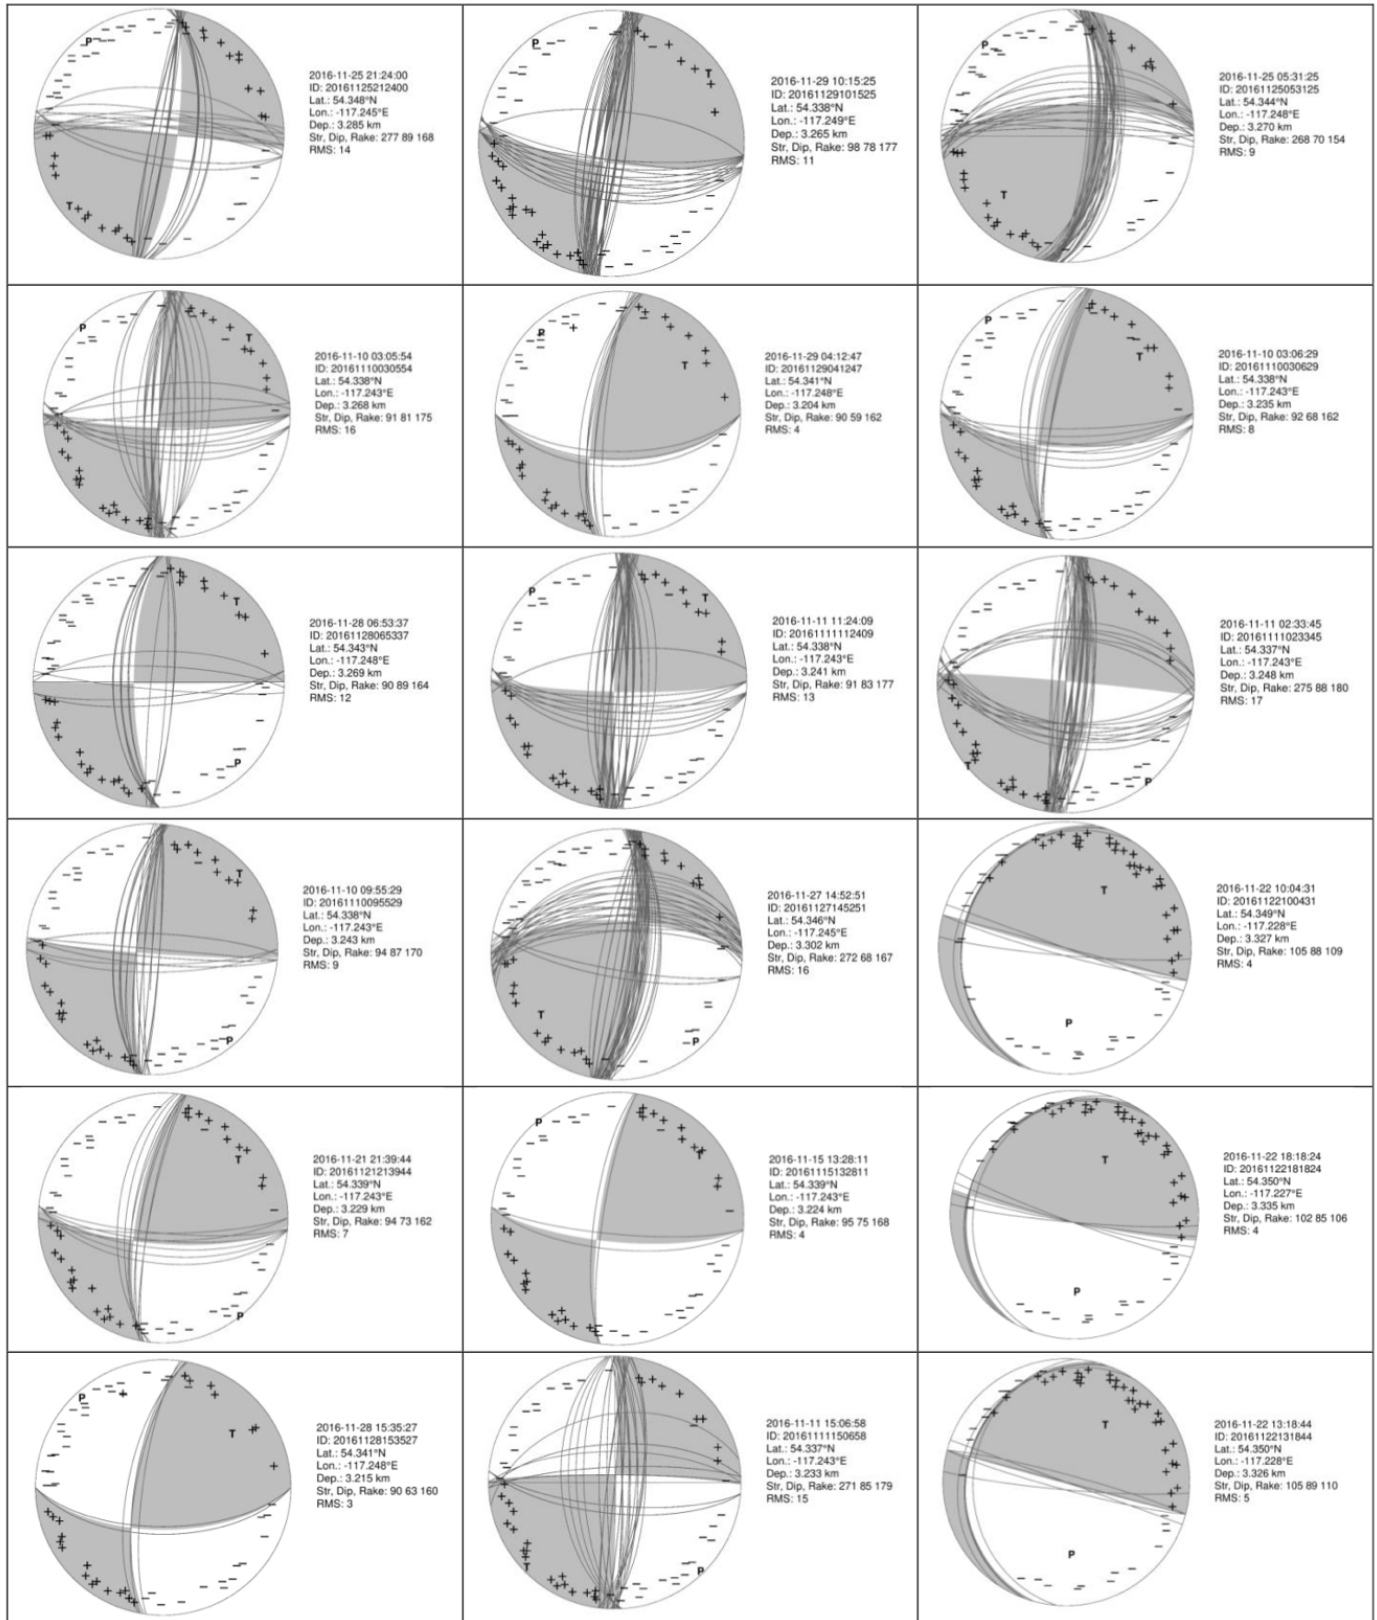 P
2016-11-25 21:24:00
ID: 20161125212400
Lat.: 54.348°N
Lon.: -117.245°E
Dep.: 3.285 km
Str, Dip, Rake: 277 89 168
RMS: 14
T
P
T
2016-11-29 10:15:25
ID: 20161129101525
Lat.: 54.338°N
Lon.: -117.249°E
Dep.: 3.265 km
Str, Dip, Rake: 98 78 177
RMS: 11
P
2016-11-25 05:31:25
ID: 20161125053125
Lat.: 54.344°N
Lon.: -117.248°E
Dep.: 3.270 km
Str, Dip, Rake: 268 70 154
RMS: 9
T
P
T
2016-11-10 03:05:54
ID: 20161110030554
Lat.: 54.338°N
Lon.: -117.243°E
Dep.: 3.268 km
Str, Dip, Rake: 91 81 175
RMS: 16
P
T
2016-11-29 04:12:47
ID: 20161129041247
Lat.: 54.341°N
Lon.: -117.248°E
Dep.: 3.204 km
Str, Dip, Rake: 90 59 162
RMS: 4
P
T
2016-11-10 03:06:29
ID: 20161110030629
Lat.: 54.338°N
Lon.: -117.243°E
Dep.: 3.235 km
Str, Dip, Rake: 92 68 162
RMS: 8
T
2016-11-28 06:53:37
ID: 20161128065337
Lat.: 54.343°N
Lon.: -117.248°E
Dep.: 3.269 km
Str, Dip, Rake: 90 89 164
RMS: 12
P
P
T
2016-11-11 11:24:09
ID: 20161111112409
Lat.: 54.338°N
Lon.: -117.243°E
Dep.: 3.241 km
Str, Dip, Rake: 91 83 177
RMS: 13
2016-11-11 02:33:45
ID: 20161111023345
Lat.: 54.337°N
Lon.: -117.243°E
Dep.: 3.248 km
Str, Dip, Rake: 275 88 180
RMS: 17
T
P
T
2016-11-10 09:55:29
ID: 20161110095529
Lat.: 54.338°N
Lon.: -117.243°E
Dep.: 3.243 km
Str, Dip, Rake: 94 87 170
RMS: 9
P
2016-11-27 14:52:51
ID: 20161127145251
Lat.: 54.346°N
Lon.: -117.245°E
Dep.: 3.302 km
Str, Dip, Rake: 272 68 167
RMS: 16
T
P
T
2016-11-22 10:04:31
ID: 20161122100431
Lat.: 54.349°N
Lon.: -117.228°E
Dep.: 3.327 km
Str, Dip, Rake: 105 88 109
RMS: 4
P
T
2016-11-21 21:39:44
ID: 20161121213944
Lat.: 54.339°N
Lon.: -117.243°E
Dep.: 3.229 km
Str, Dip, Rake: 94 73 162
RMS: 7
P
P
T
2016-11-15 13:28:11
ID: 20161115132811
Lat.: 54.339°N
Lon.: -117.243°E
Dep.: 3.224 km
Str, Dip, Rake: 95 75 168
RMS: 4
T
2016-11-22 18:18:24
ID: 20161122181824
Lat.: 54.350°N
Lon.: -117.227°E
Dep.: 3.335 km
Str, Dip, Rake: 102 85 106
RMS: 4
P
P
T
2016-11-28 15:35:27
ID: 20161128153527
Lat.: 54.341°N
Lon.: -117.248°E
Dep.: 3.215 km
Str, Dip, Rake: 90 63 160
RMS: 3
2016-11-11 15:06:58
ID: 20161111150658
Lat.: 54.337°N
Lon.: -117.243°E
Dep.: 3.233 km
Str, Dip, Rake: 271 85 179
RMS: 15
T
P
T
2016-11-22 13:18:44
ID: 20161122131844
Lat.: 54.350°N
Lon.: -117.228°E
Dep.: 3.326 km
Str, Dip, Rake: 105 89 110
RMS: 5
P